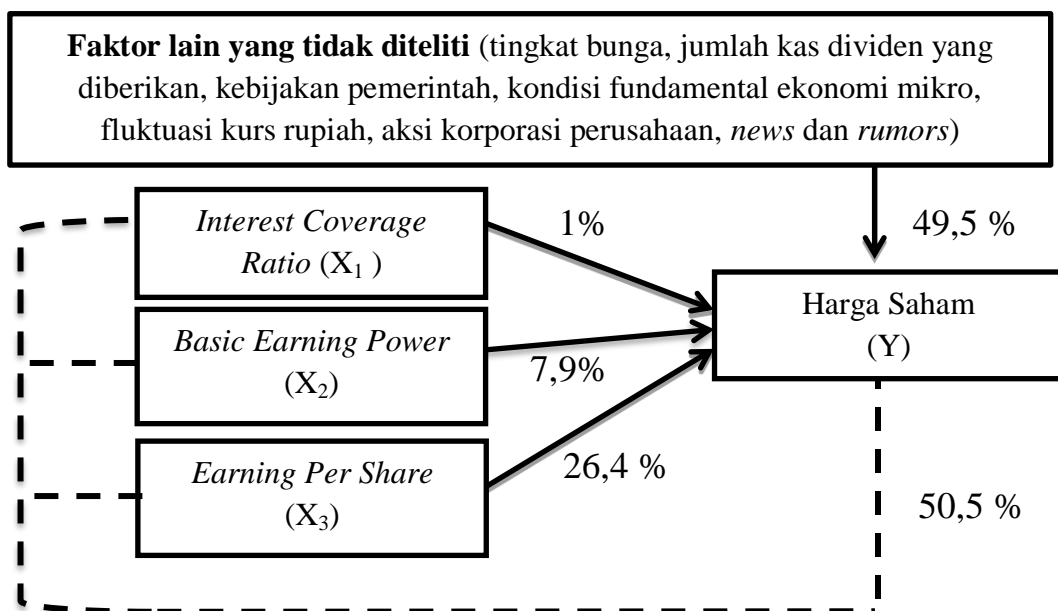 Faktor lain yang tidak diteliti (tingkat bunga, jumlah kas dividen yang
diberikan, kebijakan pemerintah, kondisi fundamental ekonomi mikro,
fluktuasi kurs rupiah, aksi korporasi perusahaan, news dan rumors)
49,5 %
Interest Coverage
Ratio (X₁ )
1%
Harga Saham
(Y)
Basic Earning Power
(X₂)
7,9%
Earning Per Share
(X₃)
26,4 %
50,5 %